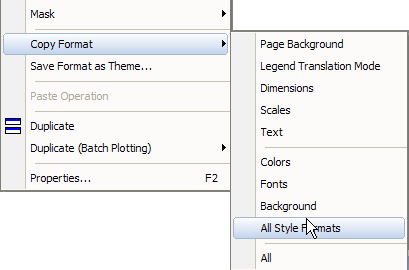 Mask
Copy Format
Save Format as Theme...
Paste Operation
Duplicate
Duplicate (Batch Plotting)
Properties... F2
Page Background
Legend Translation Mode
Dimensions
Scales
Text
Colors
Fonts
Background
All Style Formats
All